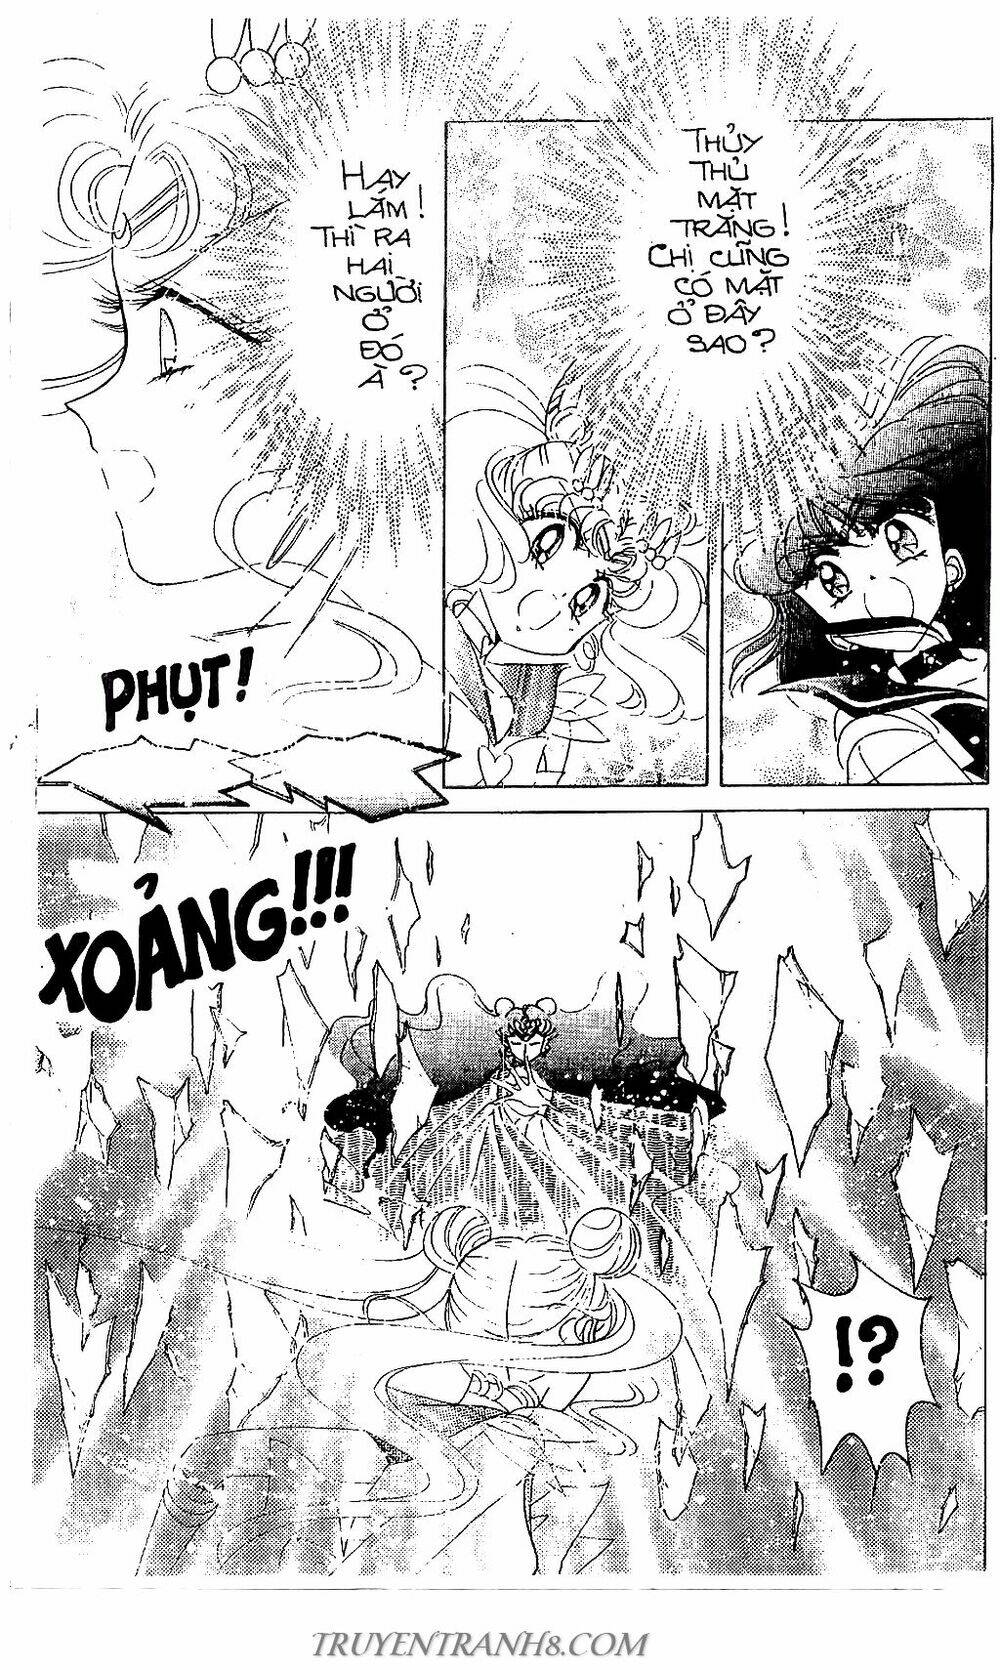 THỦY
THỦ
MẶT
TRĂNG!
CHỊ CŨNG
CÓ MẶT
Ở ĐÂY
SAO?
HAY
LẮM!
THÌ RA
HAI
NGƯỜI
Ở
ĐÓ
À?
PHỤT!
XOẢNG!!!
!?
TRUYENTRANH8.COM